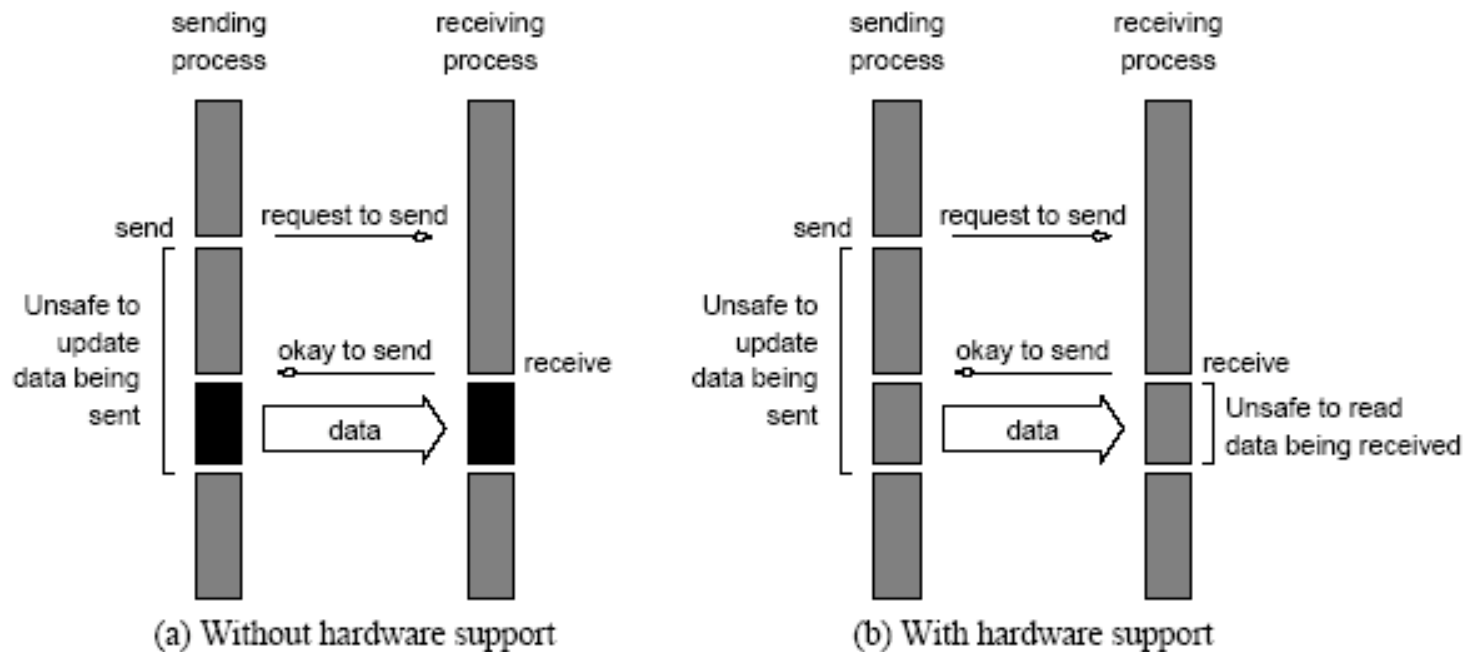 sending
process
receiving
process
send
request to send
Unsafe to
update
data being
sent
okay to send
receive
data
(a) Without hardware support
sending
process
receiving
process
send
request to send
Unsafe to
update
data being
sent
okay to send
receive
data
Unsafe to read
data being received
(b) With hardware support